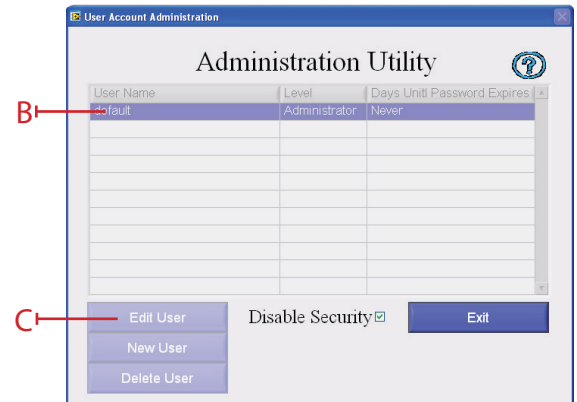 User Account Administration
Administration Utility
User Name Level Days Unitl Password Expires
B
default Administrator Never
C
Edit User Disable Security Exit
New User
Delete User